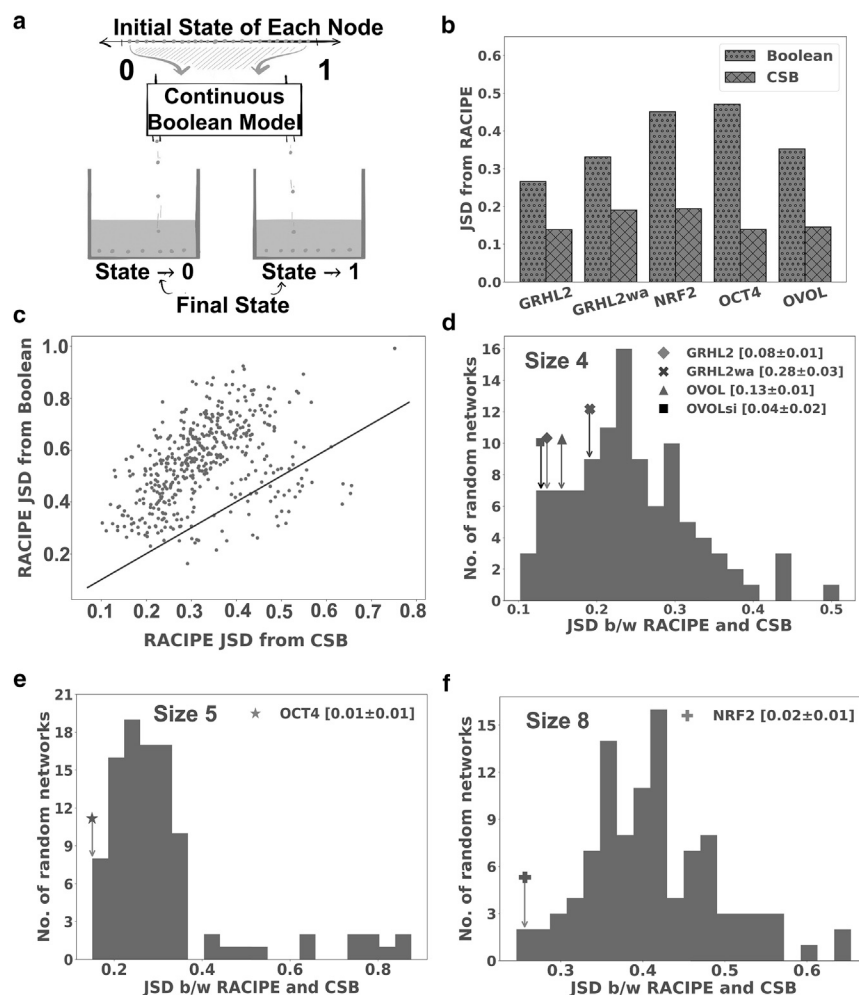 a
Initial State of Each Node
0
1
Continuous
Boolean Model
State → 0
State → 1
Final State
b
JSD from RACIPE
0.6
0.5
0.4
0.3
0.2
0.1
0.0
Boolean
CSB
GRHL2
GRHL2wa
NRF2
OCT4
OVOL
c
RACIPE JSD from Boolean
1.0
0.8
0.6
0.4
0.2
0.1 0.2 0.3 0.4 0.5 0.6 0.7 0.8
RACIPE JSD from CSB
d
Size 4
GRHL2 [0.08±0.01]
GRHL2wa [0.28±0.03]
OVOL [0.13±0.01]
OVOLsi [0.04±0.02]
No. of random networks
16
14
12
10
8
6
4
2
0
0.1 0.2 0.3 0.4 0.5
JSD b/w RACIPE and CSB
e
Size 5
OCT4 [0.01±0.01]
No. of random networks
21
18
15
12
9
6
3
0
0.2 0.4 0.6 0.8
JSD b/w RACIPE and CSB
f
Size 8
NRF2 [0.02±0.01]
No. of random networks
15
12
9
6
3
0
0.3 0.4 0.5 0.6
JSD b/w RACIPE and CSB